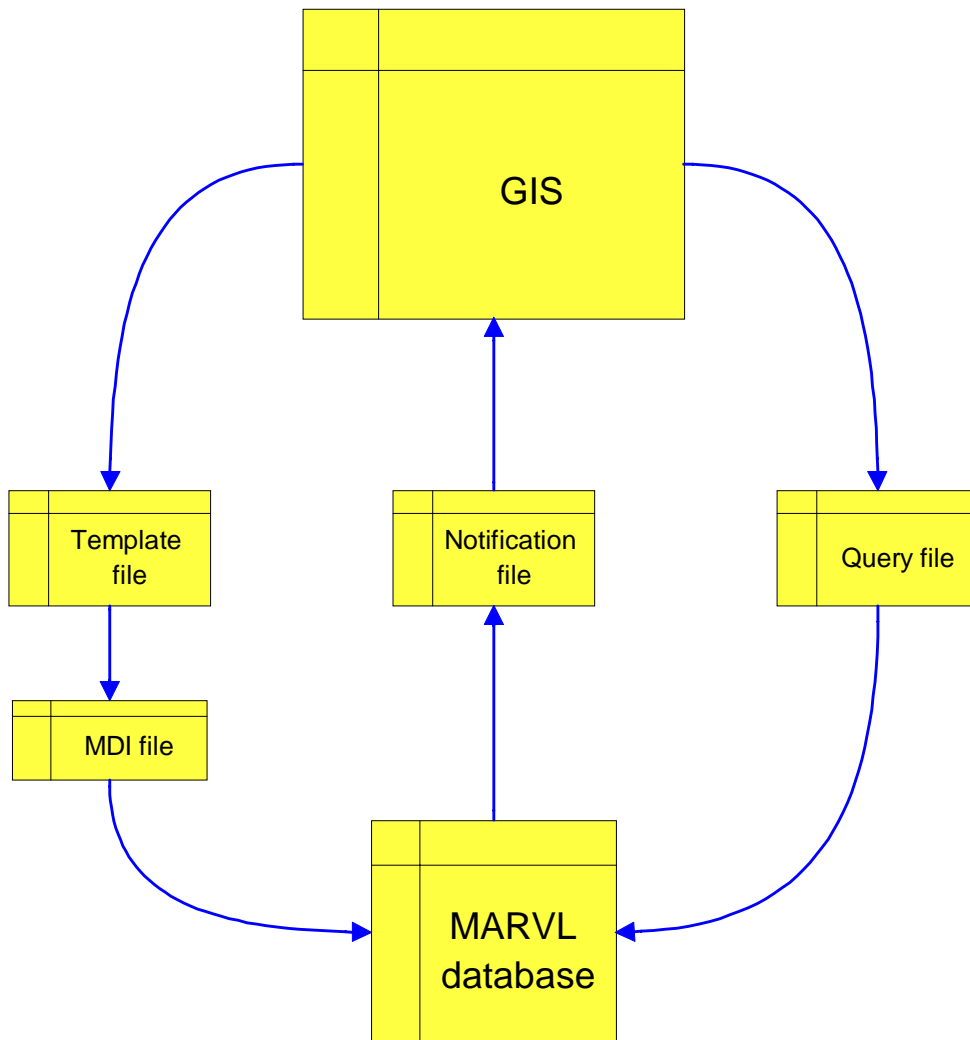 GIS
Template
file
Notification
file
Query file
MDI file
MARVL
database